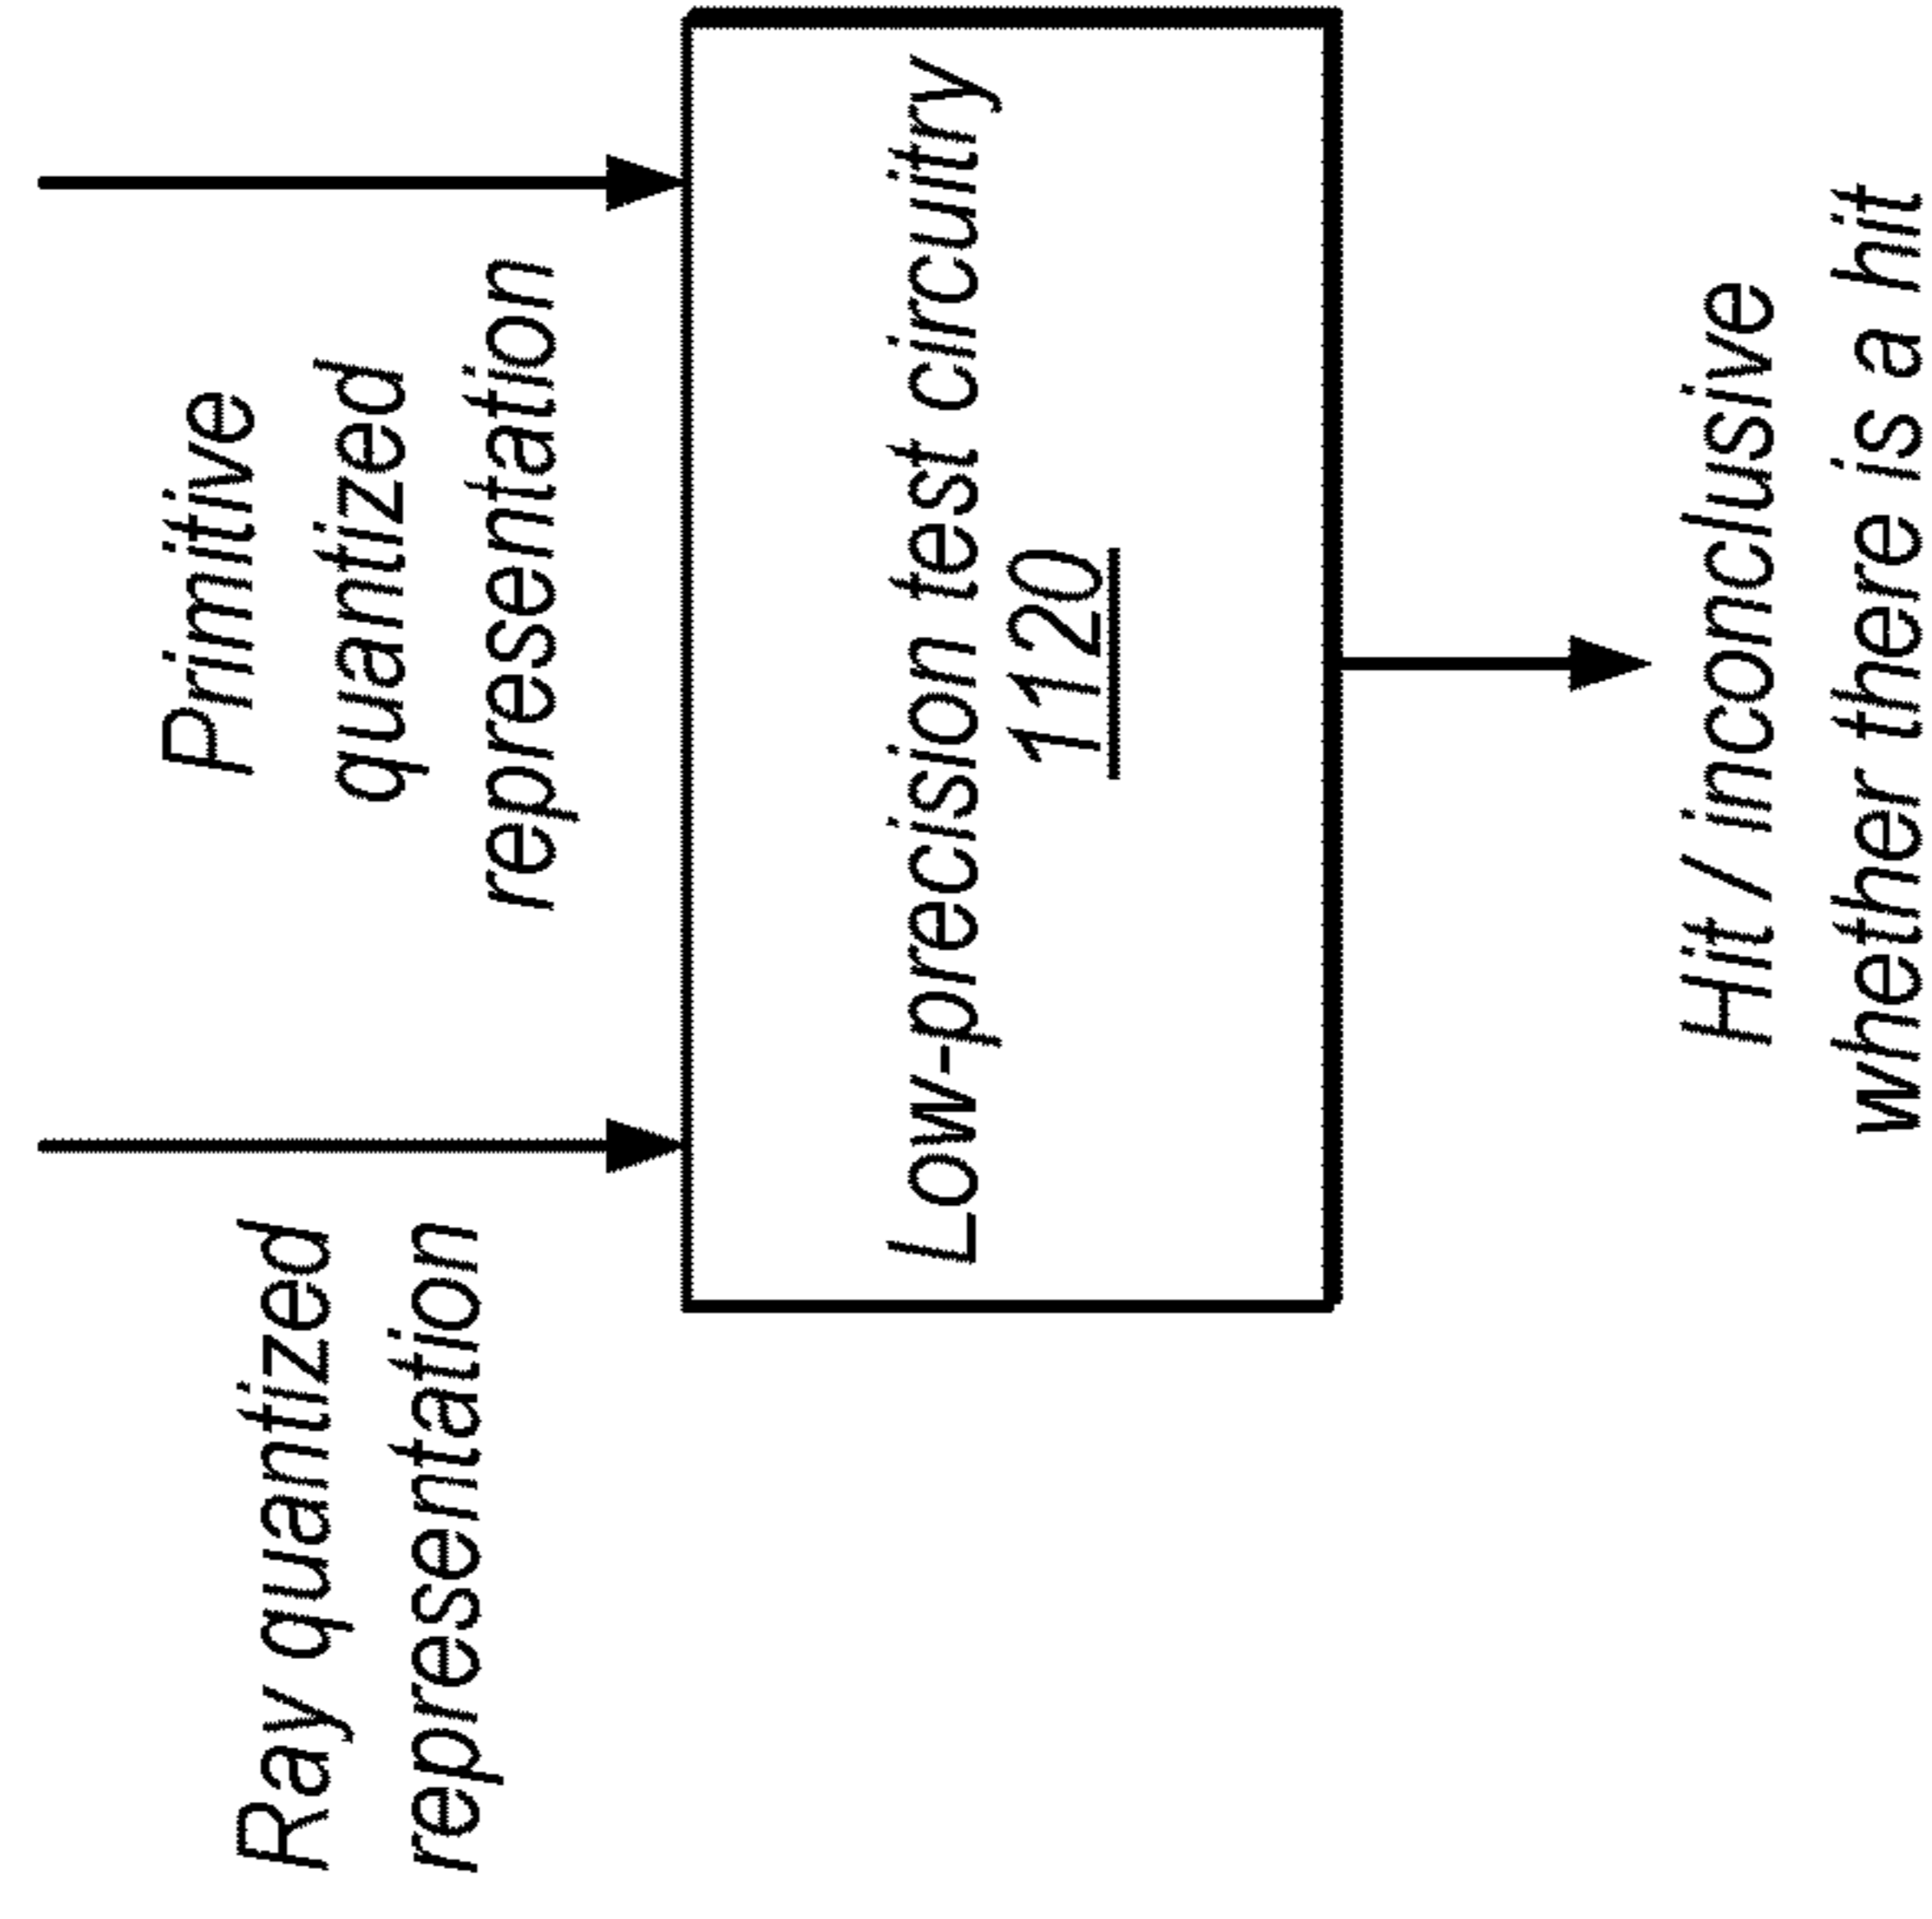 Ray quantized
representation
Primitive
quantized
representation
Low-precision test circuitry
1120
Hit / inconclusive
whether there is a hit